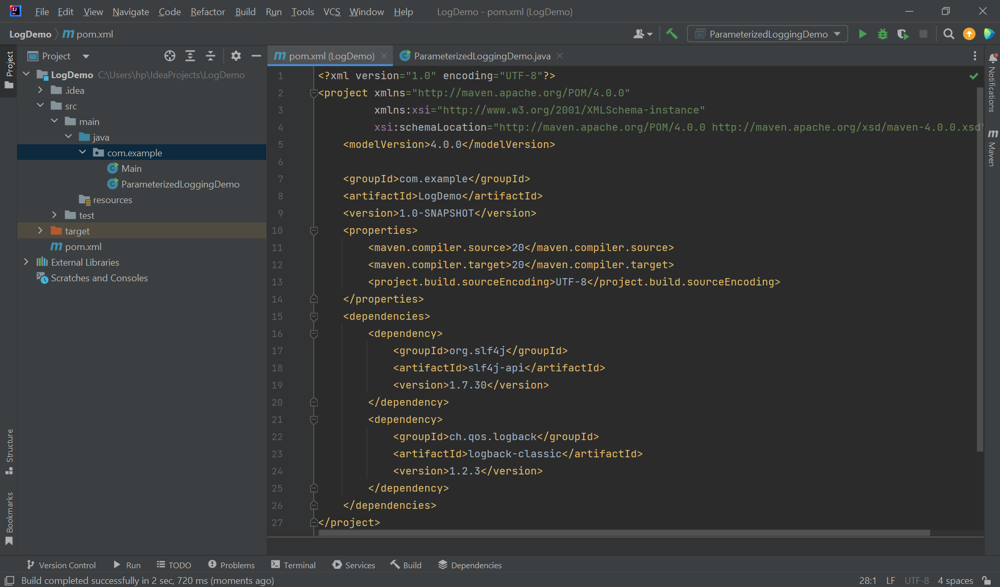 File Edit View Navigate Code Refactor Build Run Tools VCS Window Help LogDemo - pom.xml (LogDemo)
LogDemo pom.xml ParameterizedLoggingDemo
Project
Project
pom.xml (LogDemo) ParameterizedLoggingDemo.java
LogDemo C:\Users\hp\IdeaProjects\LogDemo
.idea
src
main
java
com.example
Main
ParameterizedLoggingDemo
resources
test
target
pom.xml
External Libraries
Scratches and Consoles
Structure
Bookmarks
1 <?xml version="1.0" encoding="UTF-8"?>
2 <project xmlns="http://maven.apache.org/POM/4.0.0"
3 xmlns:xsi="http://www.w3.org/2001/XMLSchema-instance"
4 xsi:schemaLocation="http://maven.apache.org/POM/4.0.0 http://maven.apache.org/xsd/maven-4.0.0.xsd"
5 <modelVersion>4.0.0</modelVersion>
6
7 <groupId>com.example</groupId>
8 <artifactId>LogDemo</artifactId>
9 <version>1.0-SNAPSHOT</version>
10 <properties>
11 <maven.compiler.source>20</maven.compiler.source>
12 <maven.compiler.target>20</maven.compiler.target>
13 <project.build.sourceEncoding>UTF-8</project.build.sourceEncoding>
14 </properties>
15 <dependencies>
16 <dependency>
17 <groupId>org.slf4j</groupId>
18 <artifactId>slf4j-api</artifactId>
19 <version>1.7.30</version>
20 </dependency>
21 <dependency>
22 <groupId>ch.qos.logback</groupId>
23 <artifactId>logback-classic</artifactId>
24 <version>1.2.3</version>
25 </dependency>
26 </dependencies>
27 </project>
Notifications
Maven
Version Control Run TODO Problems Terminal Services Build Dependencies
Build completed successfully in 2 sec, 720 ms (moments ago) 28:1 LF UTF-8 4 spaces